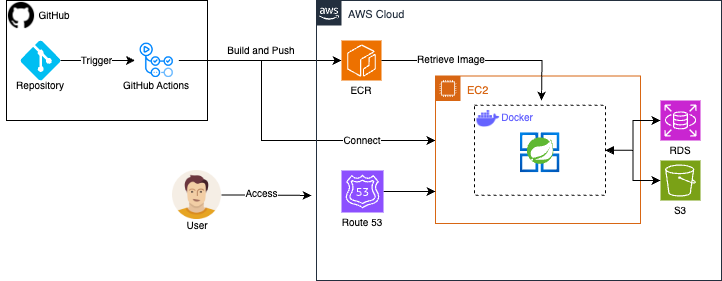 GitHub
aws
AWS Cloud
Build and Push
Trigger
Retrieve Image
Repository
GitHub Actions
ECR
EC2
Docker
Connect
RDS
Access
53
User
Route 53
S3